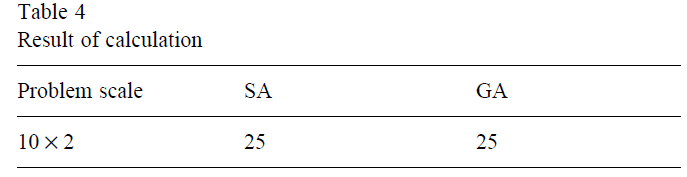 Table 4
Result of calculation
Problem scale SA GA
10 × 2 25 25